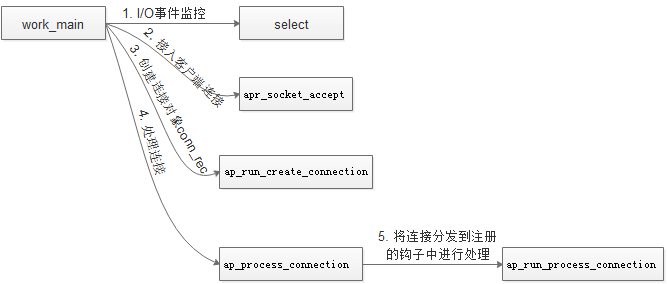 1. I/O事件监控
work_main
select
2. 接入客户端连接
3. 创建连接对象conn_rec
apr_socket_accept
4. 处理连接
ap_run_create_connection
5. 将连接分发到注册
的钩子中进行处理
ap_process_connection
ap_run_process_connection